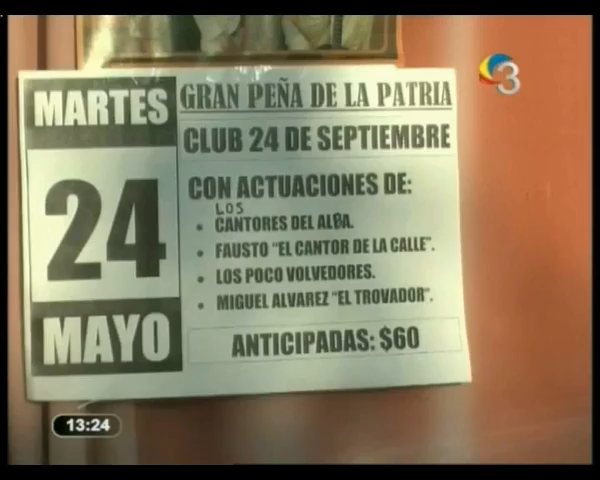 3
MARTES
24
MAYO
GRAN PEÑA DE LA PATRIA
CLUB 24 DE SEPTIEMBRE
CON ACTUACIONES DE:
LOS
• CANTORES DEL ALBA.
• FAUSTO "EL CANTOR DE LA CALLE".
• LOS POCO VOLVEDORES.
• MIGUEL ALVAREZ "EL TROVADOR".
ANTICIPADAS: $60
13:24